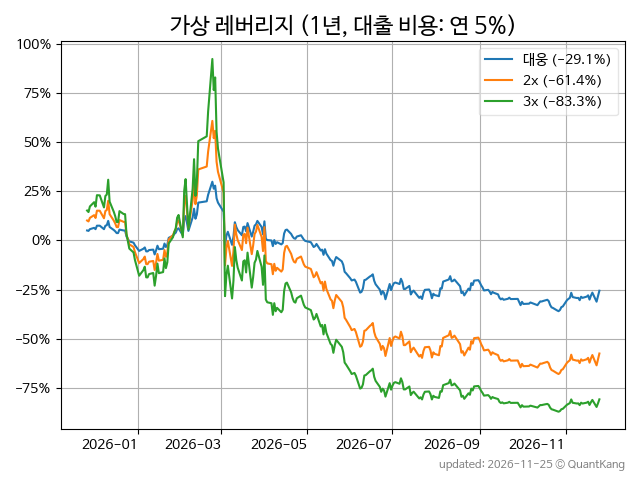 가상 레버리지 (1년, 대출 비용: 연 5%)
100%
75%
50%
25%
0%
−25%
−50%
−75%
대웅 (−29.1%)
2x (−61.4%)
3x (−83.3%)
2026-01
2026-03
2026-05
2026-07
2026-09
2026-11
updated: 2026-11-25 © QuantKang